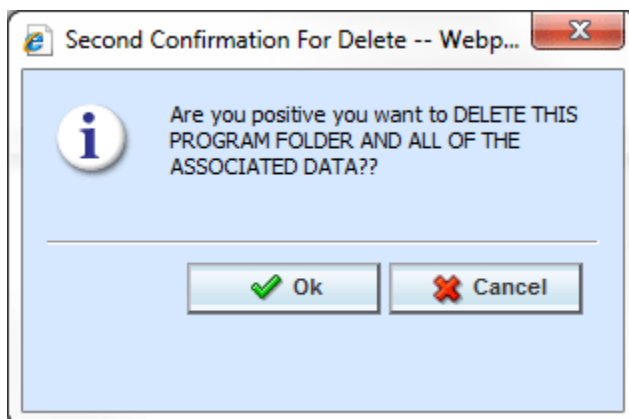 Second Confirmation For Delete -- Webp...
Are you positive you want to DELETE THIS
PROGRAM FOLDER AND ALL OF THE
ASSOCIATED DATA??
Ok
Cancel